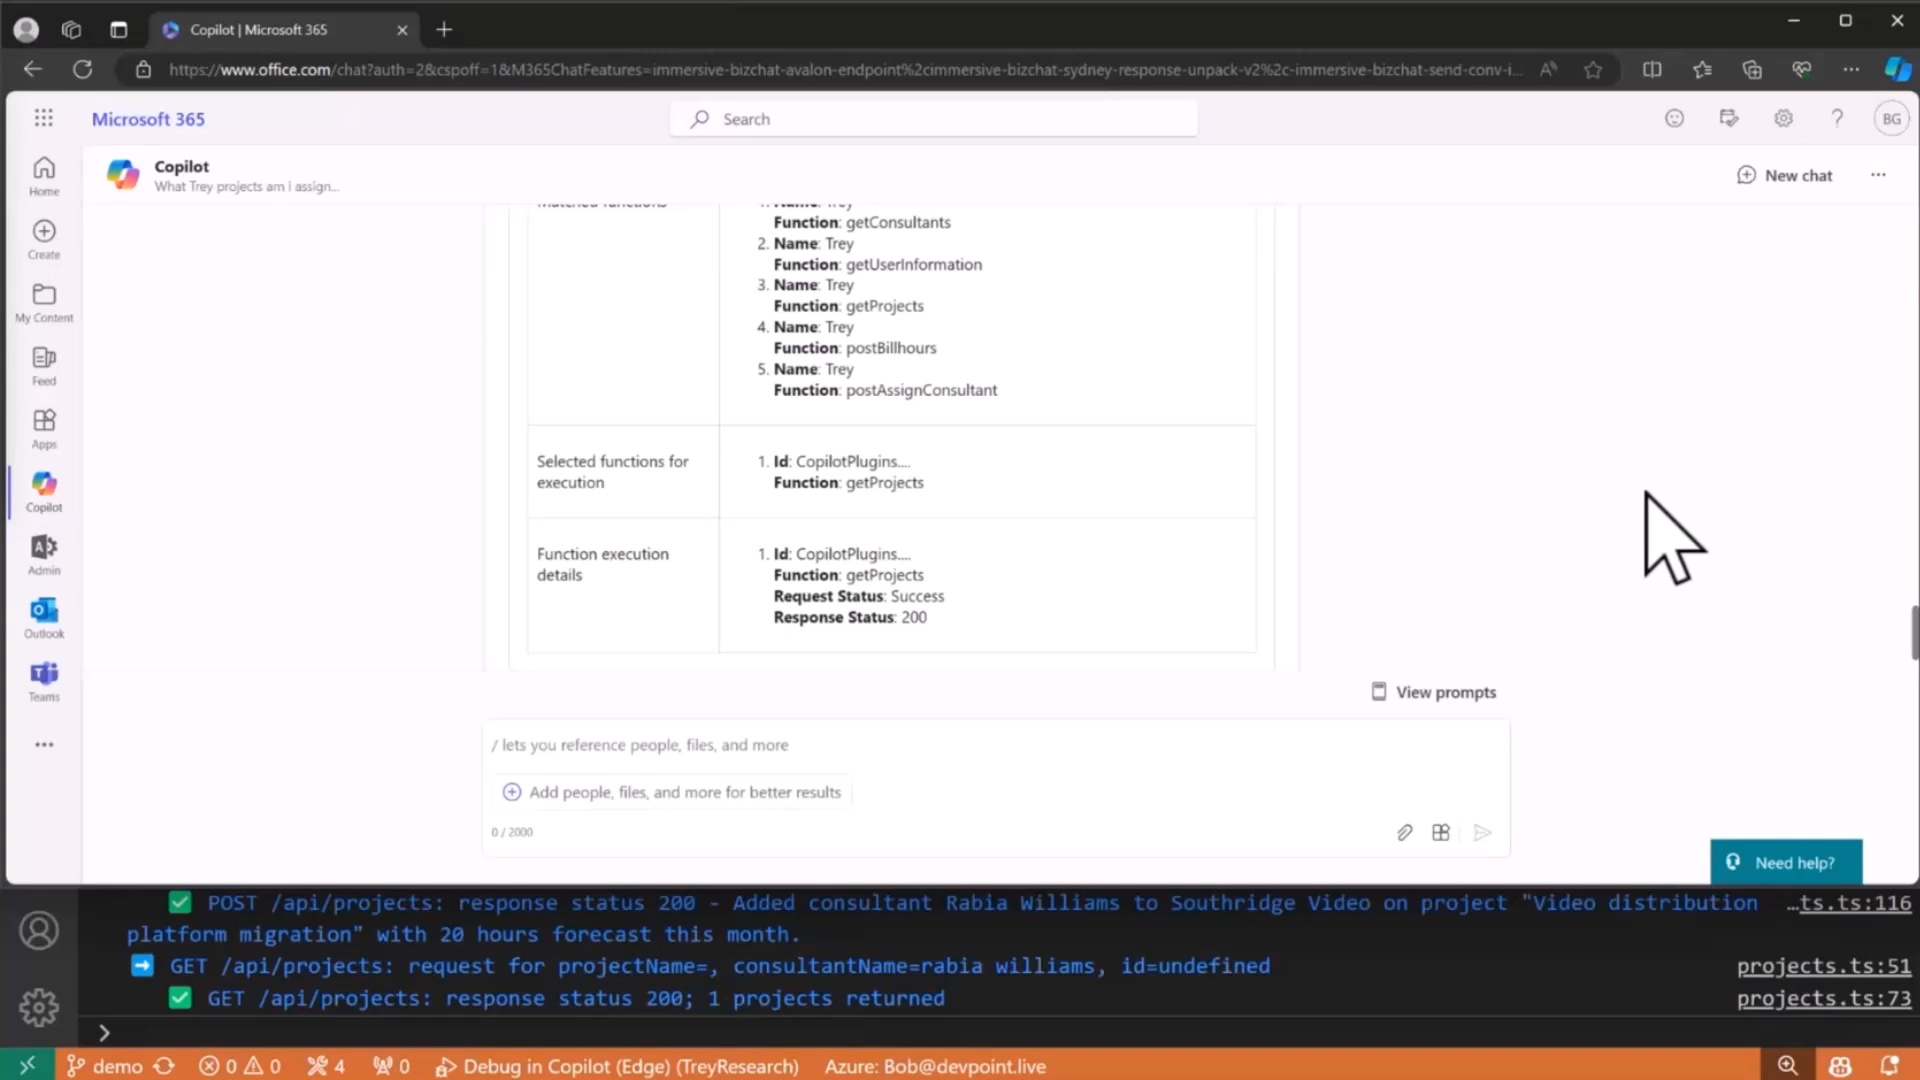 Copilot | Microsoft 365
https://www.office.com/chat?auth=2&cspoff=1&M365ChatFeatures=immersive-bizchat-avalon-endpoint%2cimmersive-bizchat-sydney-response-unpack-v2%2c-immersive-bizchat-send-conv-i...
Microsoft 365
Search
BG
Copilot
What Trey projects am I assign...
New chat
Home
Create
My Content
Feed
Apps
Copilot
Admin
Outlook
Teams
Matched functions
1. Name: Trey
Function: getConsultants
2. Name: Trey
Function: getUserInformation
3. Name: Trey
Function: getProjects
4. Name: Trey
Function: postBillhours
5. Name: Trey
Function: postAssignConsultant
Selected functions for
execution
1. Id: CopilotPlugins....
Function: getProjects
Function execution
details
1. Id: CopilotPlugins....
Function: getProjects
Request Status: Success
Response Status: 200
View prompts
/ lets you reference people, files, and more
Add people, files, and more for better results
0 / 2000
Need help?
POST /api/projects: response status 200 - Added consultant Rabia Williams to Southridge Video on project "Video distribution …ts.ts:116
platform migration" with 20 hours forecast this month.
GET /api/projects: request for projectName=, consultantName=rabia williams, id=undefined projects.ts:51
GET /api/projects: response status 200; 1 projects returned projects.ts:73
>
demo 0 0 4 0 Debug in Copilot (Edge) (TreyResearch) Azure: Bob@devpoint.live